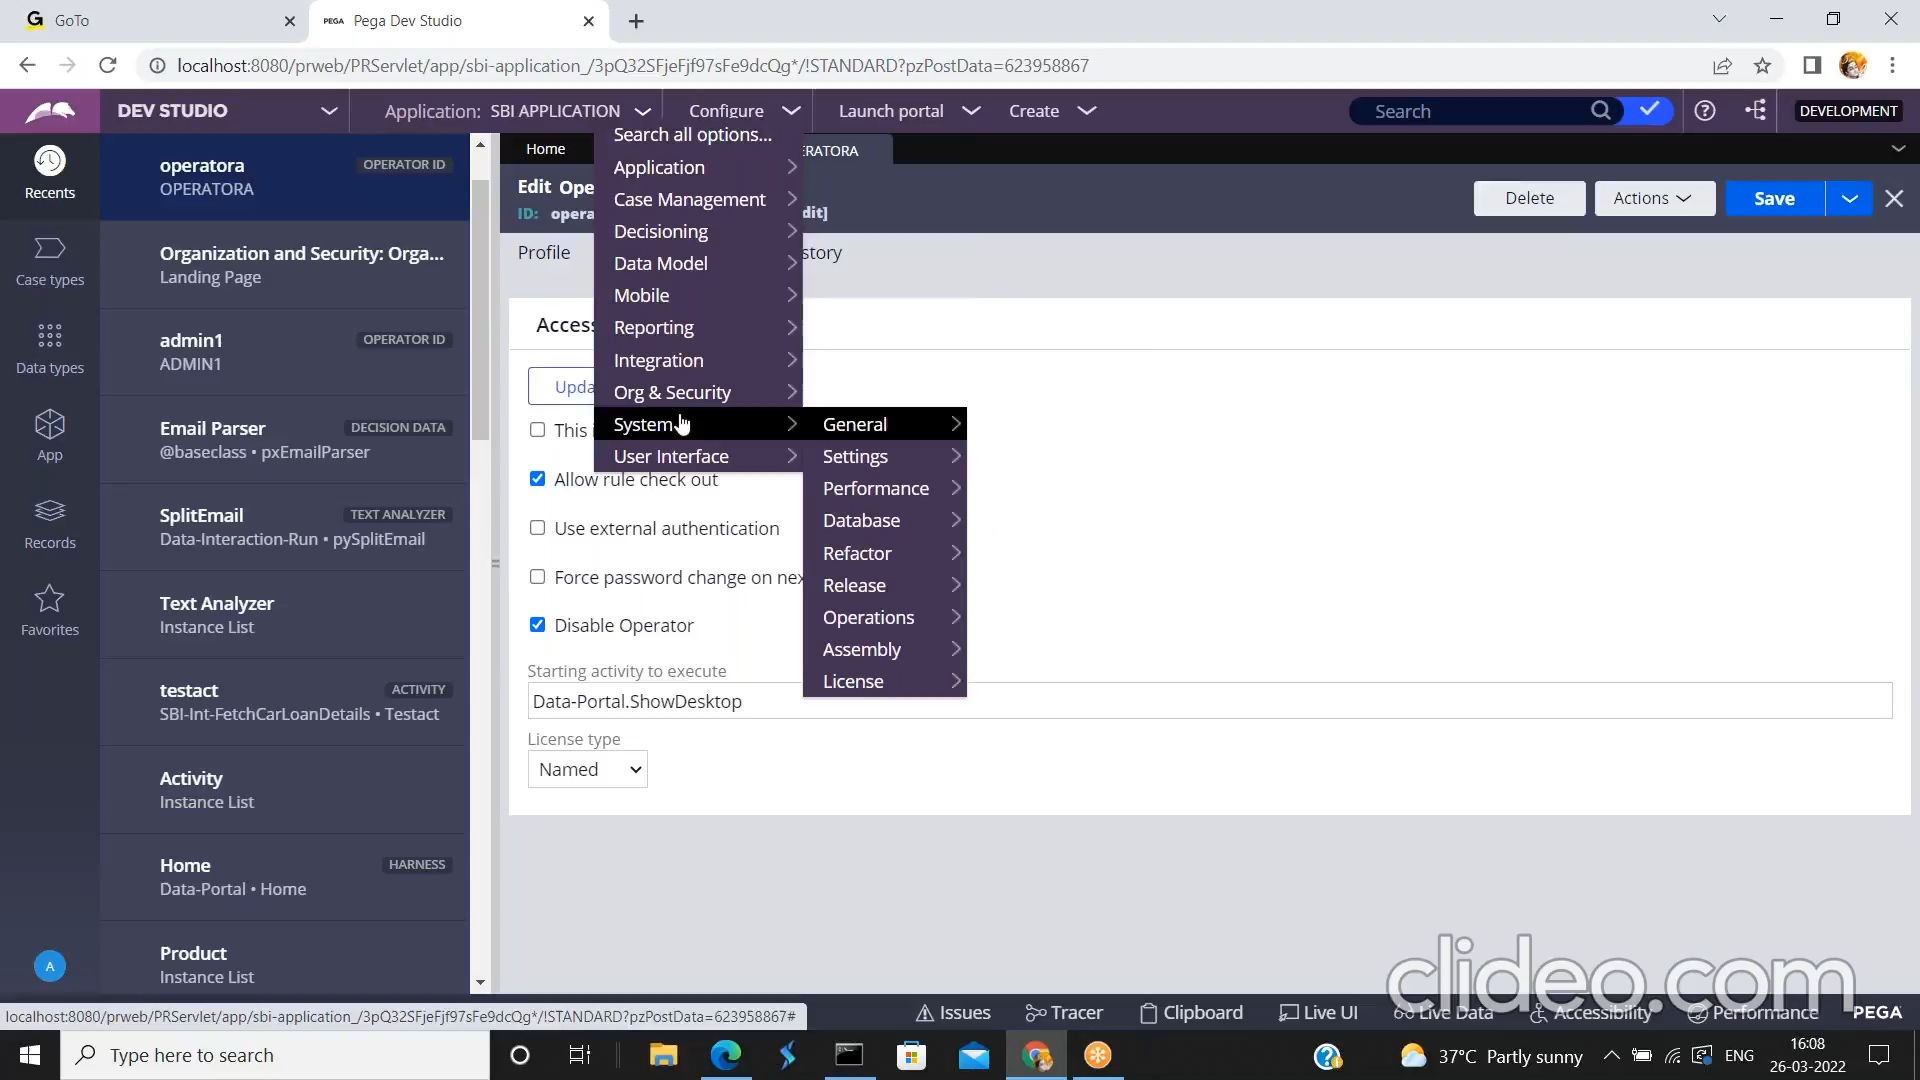 GoTo
PEGA Pega Dev Studio
localhost:8080/prweb/PRServlet/app/sbi-application_/3pQ32SFjeFjf97sFe9dcQg*/!STANDARD?pzPostData=623958867
DEV STUDIO
Application: SBI APPLICATION
Configure
Launch portal
Create
Search
DEVELOPMENT
Recents
Case types
Data types
App
Records
Favorites
A
operatora OPERATOR ID
OPERATORA
Organization and Security: Orga...
Landing Page
admin1 OPERATOR ID
ADMIN1
Email Parser DECISION DATA
@baseclass • pxEmailParser
SplitEmail TEXT ANALYZER
Data-Interaction-Run • pySplitEmail
Text Analyzer
Instance List
testact ACTIVITY
SBI-Int-FetchCarLoanDetails • Testact
Activity
Instance List
Home HARNESS
Data-Portal • Home
Product
Instance List
Home
ERATORA
Edit Ope
ID: opera
dit]
Delete
Actions
Save
Profile
story
Access
Upda
This i
Allow rule check out
Use external authentication
Force password change on nex
Disable Operator
Starting activity to execute
Data-Portal.ShowDesktop
License type
Named
Search all options...
Application
Case Management
Decisioning
Data Model
Mobile
Reporting
Integration
Org & Security
System
User Interface
General
Settings
Performance
Database
Refactor
Release
Operations
Assembly
License
clideo.com
localhost:8080/prweb/PRServlet/app/sbi-application_/3pQ32SFjeFjf97sFe9dcQg*/!STANDARD?pzPostData=623958867#
Issues
Tracer
Clipboard
Live UI
Live Data
Accessibility
Performance
PEGA
Type here to search
37°C Partly sunny
ENG
16:08
26-03-2022